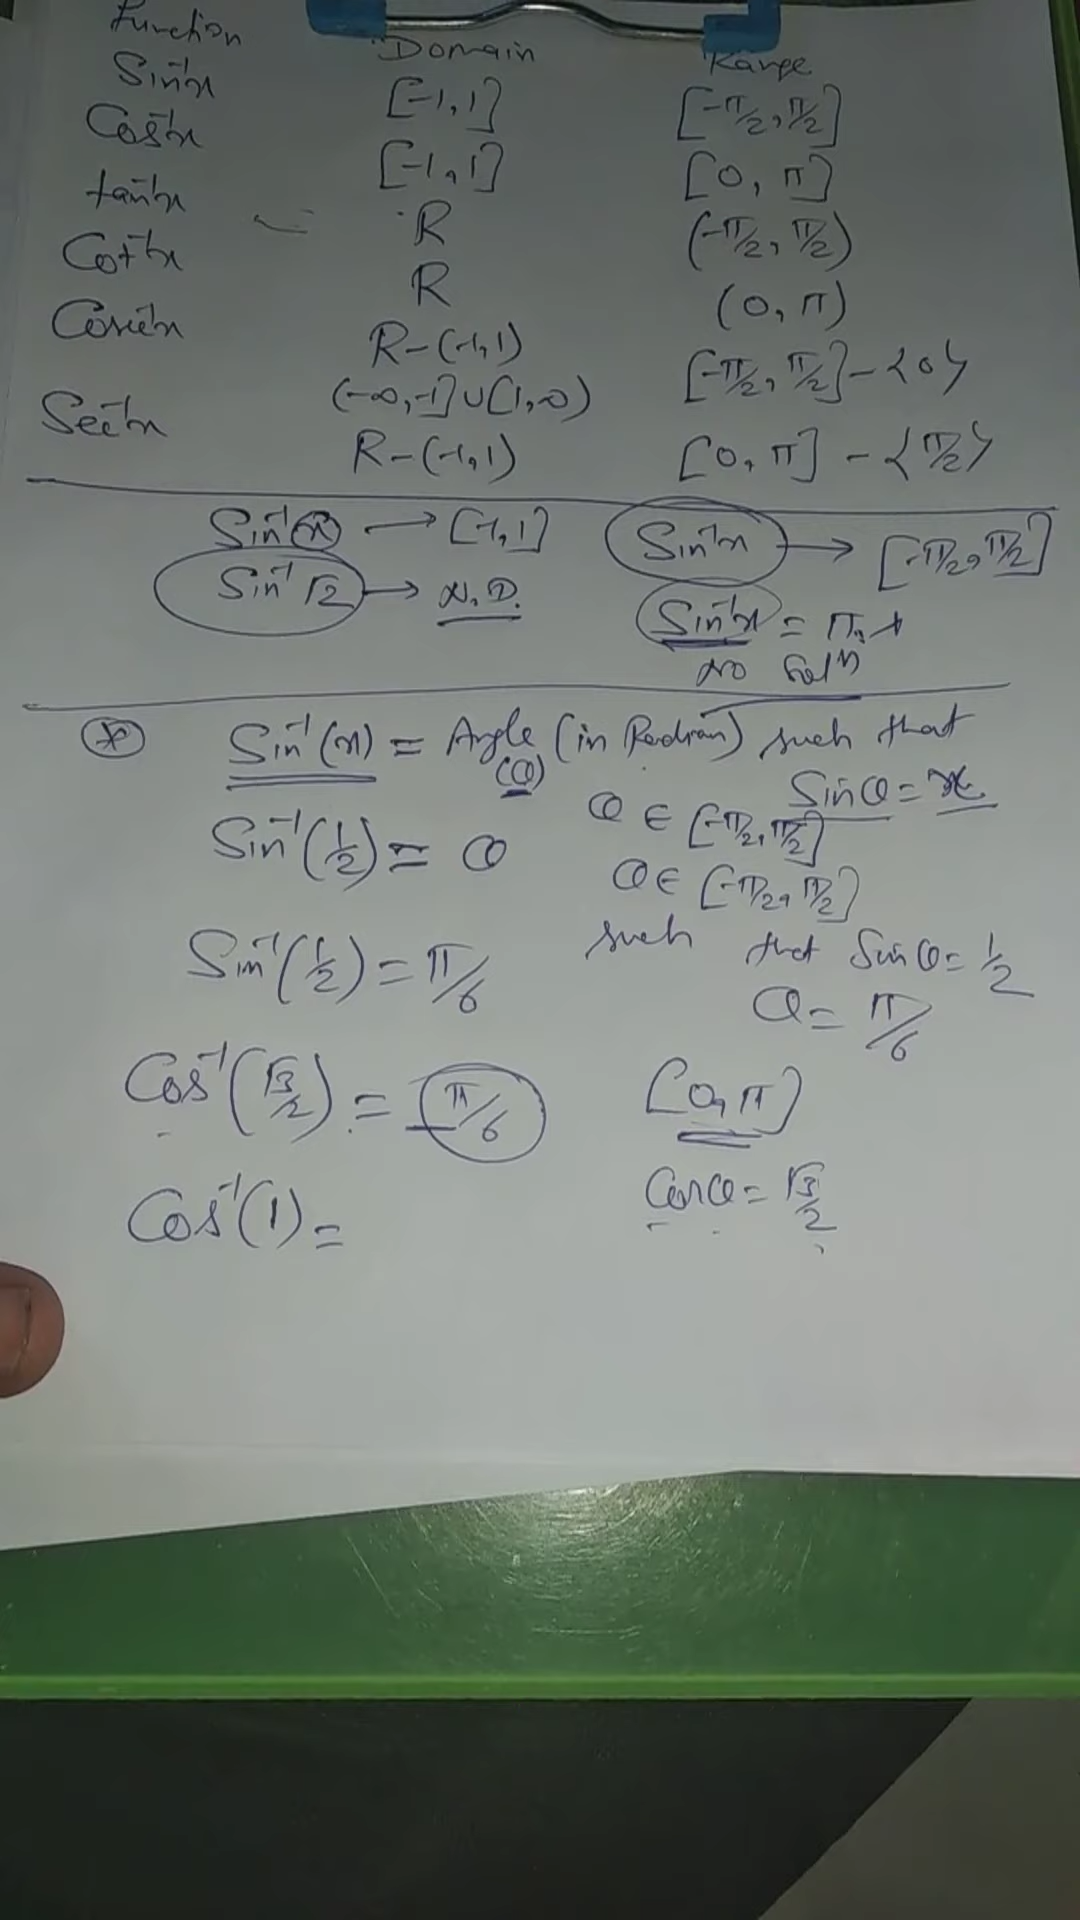 Function Domain Range
Sin⁻¹x [-1,1] [-π/2, π/2]
Cos⁻¹x [-1,1] [0, π]
tan⁻¹x R (-π/2, π/2)
Cot⁻¹x R (0, π)
Cosec⁻¹x R-(-1,1) [-π/2, π/2]-{0}
(-∞,-1]∪[1,∞)
Sec⁻¹x R-(-1,1) [0, π] - {π/2}
Sin⁻¹(x) → [-1,1] Sin⁻¹x → [-π/2, π/2]
Sin⁻¹√2 → N.D. Sin⁻¹x = π,
no Solⁿ
* Sin⁻¹(x) = Angle (in Radian) such that
(θ) Sinθ = x
θ ∈ [-π/2, π/2]
Sin⁻¹(1/2) = θ θ ∈ [-π/2, π/2]
such that Sinθ = 1/2
Sin⁻¹(1/2) = π/6 θ = π/6
Cos⁻¹(√3/2) = π/6 [0, π]
Cos⁻¹(1) = Cosθ = √3/2